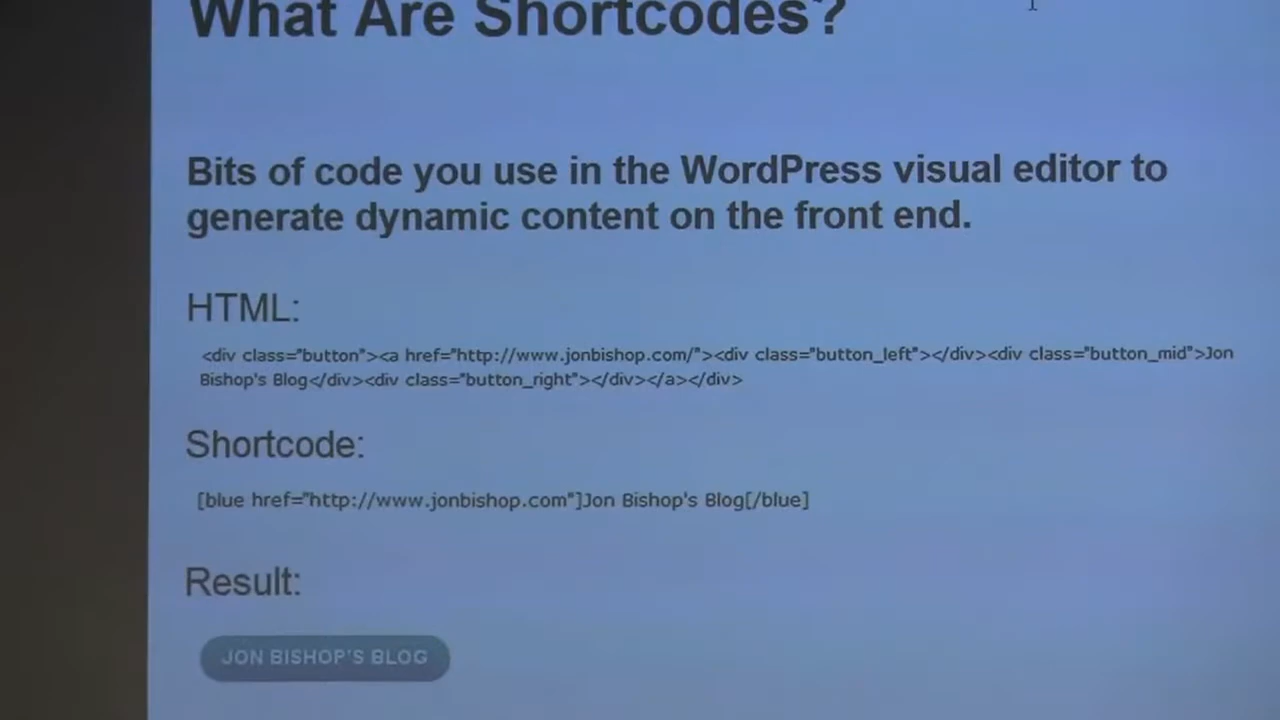 What Are Shortcodes?
Bits of code you use in the WordPress visual editor to
generate dynamic content on the front end.
HTML:
<div class="button"><a href="http://www.jonbishop.com/"><div class="button_left"></div><div class="button_mid">Jon
Bishop's Blog</div><div class="button_right"></div></a></div>
Shortcode:
[blue href="http://www.jonbishop.com"]Jon Bishop's Blog[/blue]
Result:
JON BISHOP'S BLOG